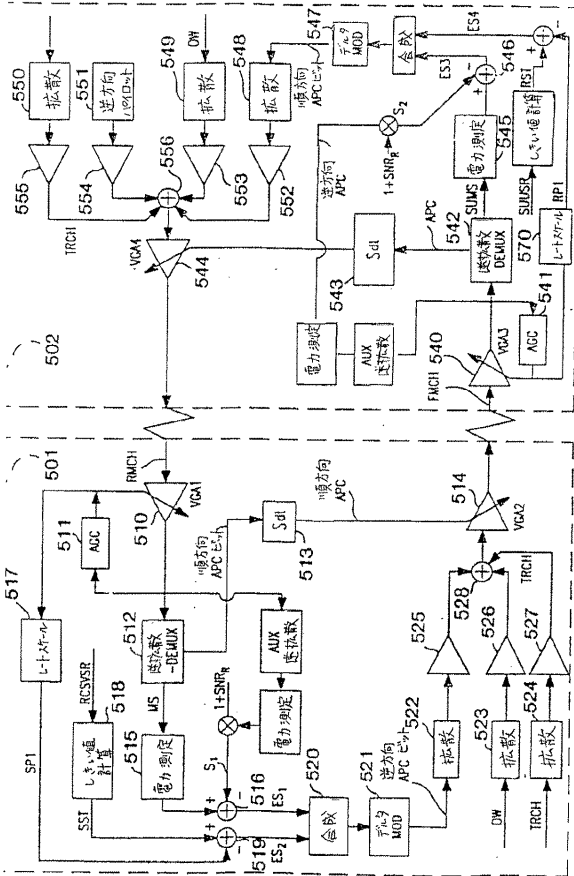 501
517
レートスケール
SP1
RCSVSR
518
しきい値
計算
SST
511
AGC
RMCH
510
VGA1
512
逆拡散
-DEMUX
MS
515
電力測定
順方向
APCビット
Sdt
513
順方向
APC
1+SNRR
AUX
逆拡散
電力測定
S1
516
ES1
519
ES2
520
合成
521
デルタ
MOD
逆方向
APCビット
522
拡散
523
拡散
524
拡散
OW
TRCH
525
526
527
528
TRCH
514
VGA2
502
550
拡散
551
逆方向
パイロット
OW
549
拡散
548
拡散
順方向
APCビット
547
デルタ
MOD
合成
ES3
ES4
555
554
553
552
556
TRCH
VGA4
544
逆方向
APC
S2
1+SNRR
546
545
電力測定
RST
しきい値計算
SUMS
SUUSR
Sdt
543
APC
542
逆拡散
DEMUX
電力測定
AUX
逆拡散
540
VGA3
FMCH
AGC
541
570
レートスケール
RP1